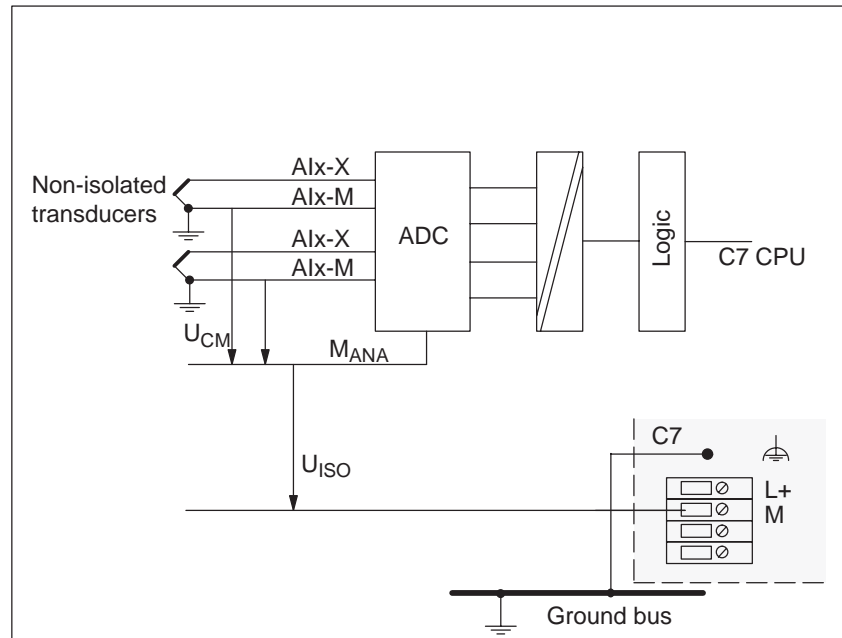 AIx-X
Non-isolated
transducers
AIx-M
ADC
AIx-X
AIx-M
Logic
C7 CPU
UCM
MANA
UISO
C7
L+
M
Ground bus